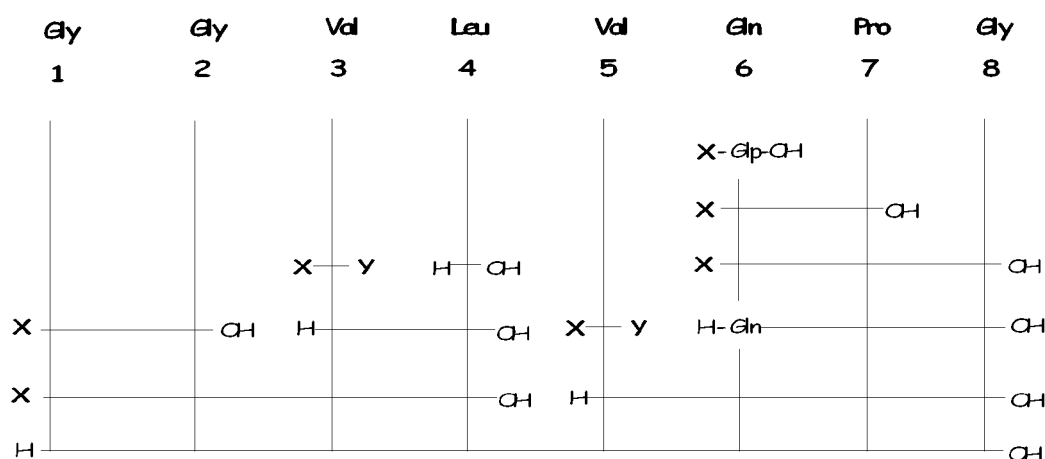 Gly Gly Val Leu Val Gln Pro Gly
1 2 3 4 5 6 7 8
X-Glp-OH
X OH
X Y H OH X OH
X OH H OH X Y H-Gln OH
X OH H OH
H OH